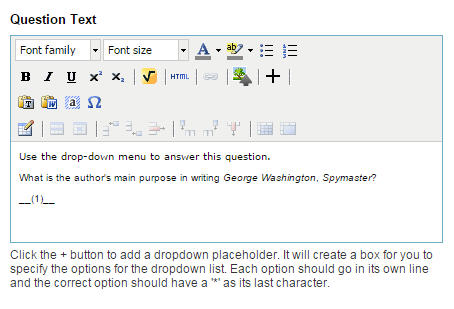 Question Text
Font family Font size A ab
B I U x² x₂ √ HTML +
T W a Ω
Use the drop-down menu to answer this question.
What is the author's main purpose in writing George Washington, Spymaster?
__(1)__
Click the + button to add a dropdown placeholder. It will create a box for you to
specify the options for the dropdown list. Each option should go in its own line
and the correct option should have a '*' as its last character.